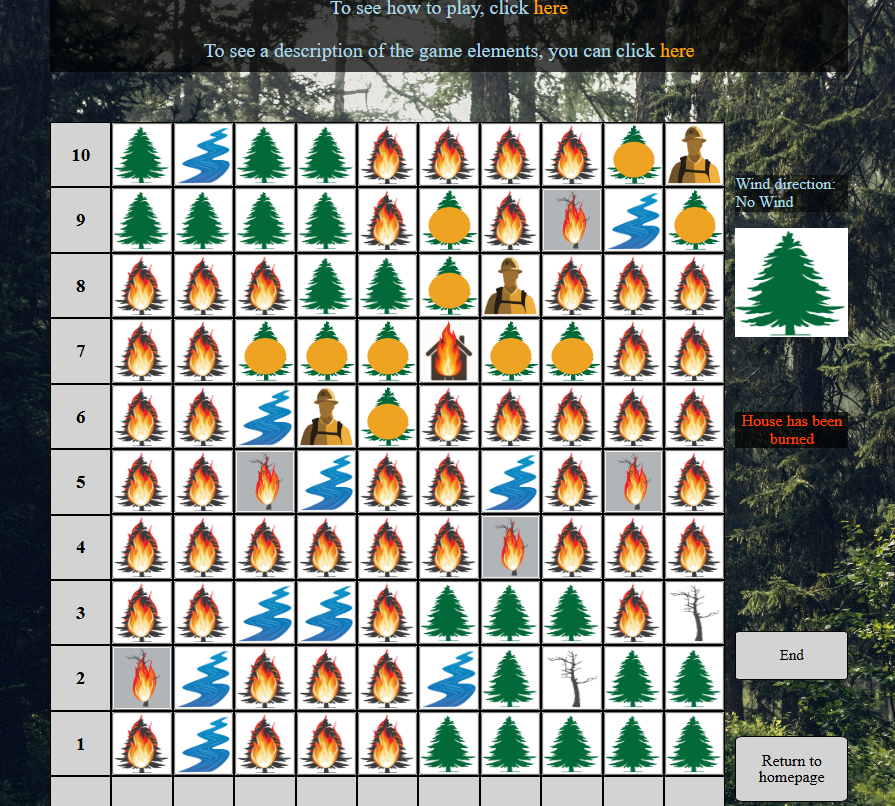 To see how to play, click here
To see a description of the game elements, you can click here
10
Wind direction:
No Wind
9
8
7
6
House has been
burned
5
4
3
End
2
1
Return to
homepage